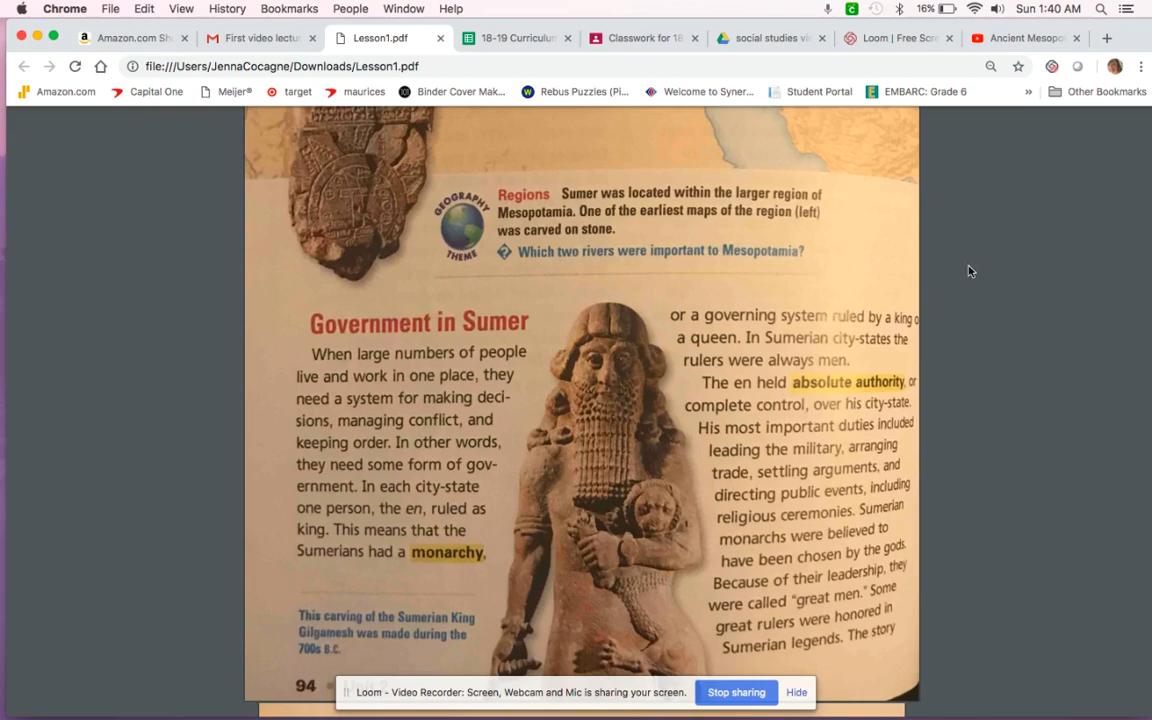 Chrome File Edit View History Bookmarks People Window Help 16% Sun 1:40 AM
Amazon.com Sh
First video lectu
Lesson1.pdf
18-19 Curriculum
Classwork for 18
social studies vi
Loom | Free Scr
Ancient Mesopo
file:///Users/JennaCocagne/Downloads/Lesson1.pdf
Amazon.com Capital One Meijer® target maurices Binder Cover Mak... Rebus Puzzles (Pi... Welcome to Syner... Student Portal EMBARC: Grade 6 » Other Bookmarks
GEOGRAPHY THEME
Regions Sumer was located within the larger region of
Mesopotamia. One of the earliest maps of the region (left)
was carved on stone.
Which two rivers were important to Mesopotamia?
Government in Sumer
When large numbers of people
live and work in one place, they
need a system for making deci-
sions, managing conflict, and
keeping order. In other words,
they need some form of gov-
ernment. In each city-state
one person, the en, ruled as
king. This means that the
Sumerians had a monarchy,
This carving of the Sumerian King
Gilgamesh was made during the
700s B.C.
94
or a governing system ruled by a king o
a queen. In Sumerian city-states the
rulers were always men.
The en held absolute authority, or
complete control, over his city-state.
His most important duties included
leading the military, arranging
trade, settling arguments, and
directing public events, including
religious ceremonies. Sumerian
monarchs were believed to
have been chosen by the gods.
Because of their leadership, they
were called "great men." Some
great rulers were honored in
Sumerian legends. The story
Loom - Video Recorder: Screen, Webcam and Mic is sharing your screen. Stop sharing Hide